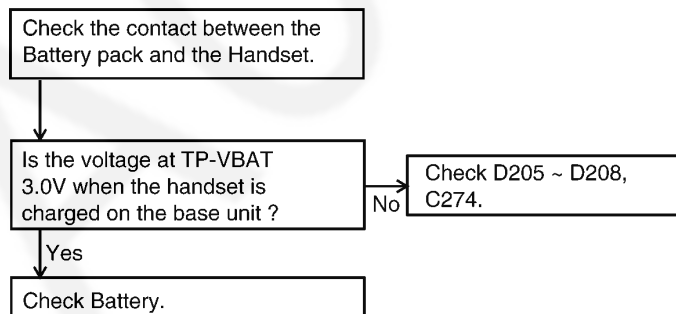 Check the contact between the
Battery pack and the Handset.
Is the voltage at TP-VBAT
3.0V when the handset is
charged on the base unit ?
No
Check D205 ~ D208,
C274.
Yes
Check Battery.